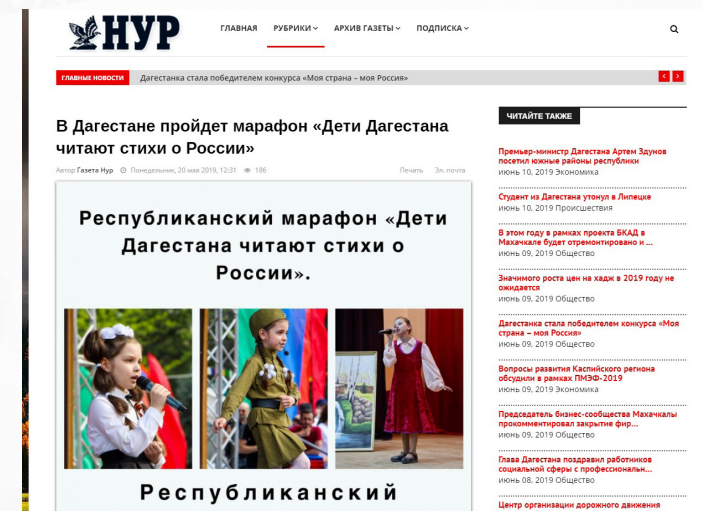 НУР
ГЛАВНАЯ РУБРИКИ АРХИВ ГАЗЕТЫ ПОДПИСКА
ГЛАВНЫЕ НОВОСТИ Дагестанка стала победителем конкурса «Моя страна – моя Россия»
В Дагестане пройдет марафон «Дети Дагестана
читают стихи о России»
Автор Газета Нур Понедельник, 20 мая 2019, 12:31 186 Печать Эл. почта
Республиканский марафон «Дети
Дагестана читают стихи о
России».
Республиканский
ЧИТАЙТЕ ТАКЖЕ
Премьер-министр Дагестана Артем Здунов
посетил южные районы республики
июнь 10, 2019 Экономика
Студент из Дагестана утонул в Липецке
июнь 10, 2019 Происшествия
В этом году в рамках проекта БКАД в
Махачкале будет отремонтировано и ...
июнь 09, 2019 Общество
Значимого роста цен на хадж в 2019 году не
ожидается
июнь 09, 2019 Общество
Дагестанка стала победителем конкурса «Моя
страна – моя Россия»
июнь 09, 2019 Общество
Вопросы развития Каспийского региона
обсудили в рамках ПМЭФ-2019
июнь 09, 2019 Экономика
Председатель бизнес-сообщества Махачкалы
прокомментировал закрытие фир...
июнь 09, 2019 Общество
Глава Дагестана поздравил работников
социальной сферы с профессиональн...
июнь 08, 2019 Общество
Центр организации дорожного движения